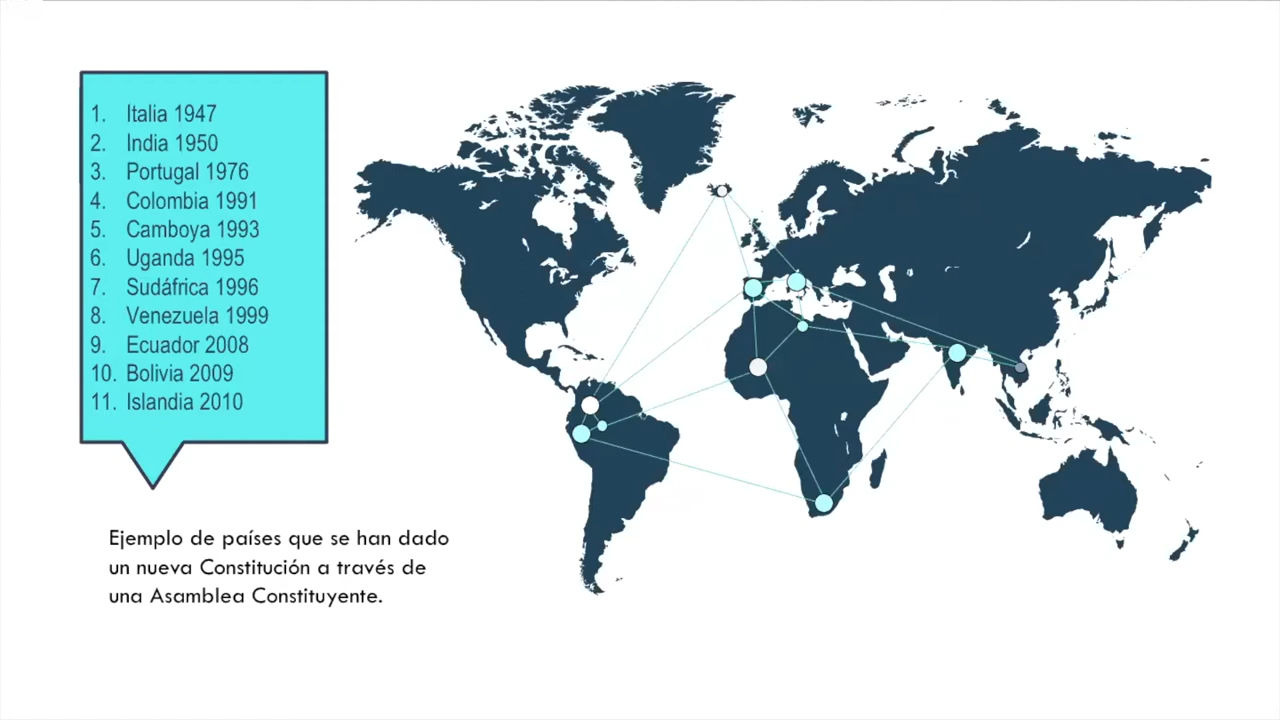 1. Italia 1947
2. India 1950
3. Portugal 1976
4. Colombia 1991
5. Camboya 1993
6. Uganda 1995
7. Sudáfrica 1996
8. Venezuela 1999
9. Ecuador 2008
10. Bolivia 2009
11. Islandia 2010
Ejemplo de países que se han dado
un nueva Constitución a través de
una Asamblea Constituyente.